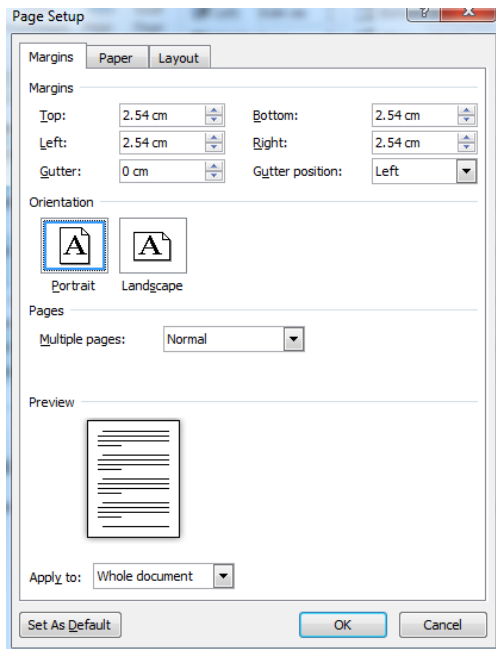 Page Setup
Margins Paper Layout
Margins
Top: 2.54 cm Bottom: 2.54 cm
Left: 2.54 cm Right: 2.54 cm
Gutter: 0 cm Gutter position: Left
Orientation
A A
Portrait Landscape
Pages
Multiple pages: Normal
Preview
Apply to: Whole document
Set As Default OK Cancel